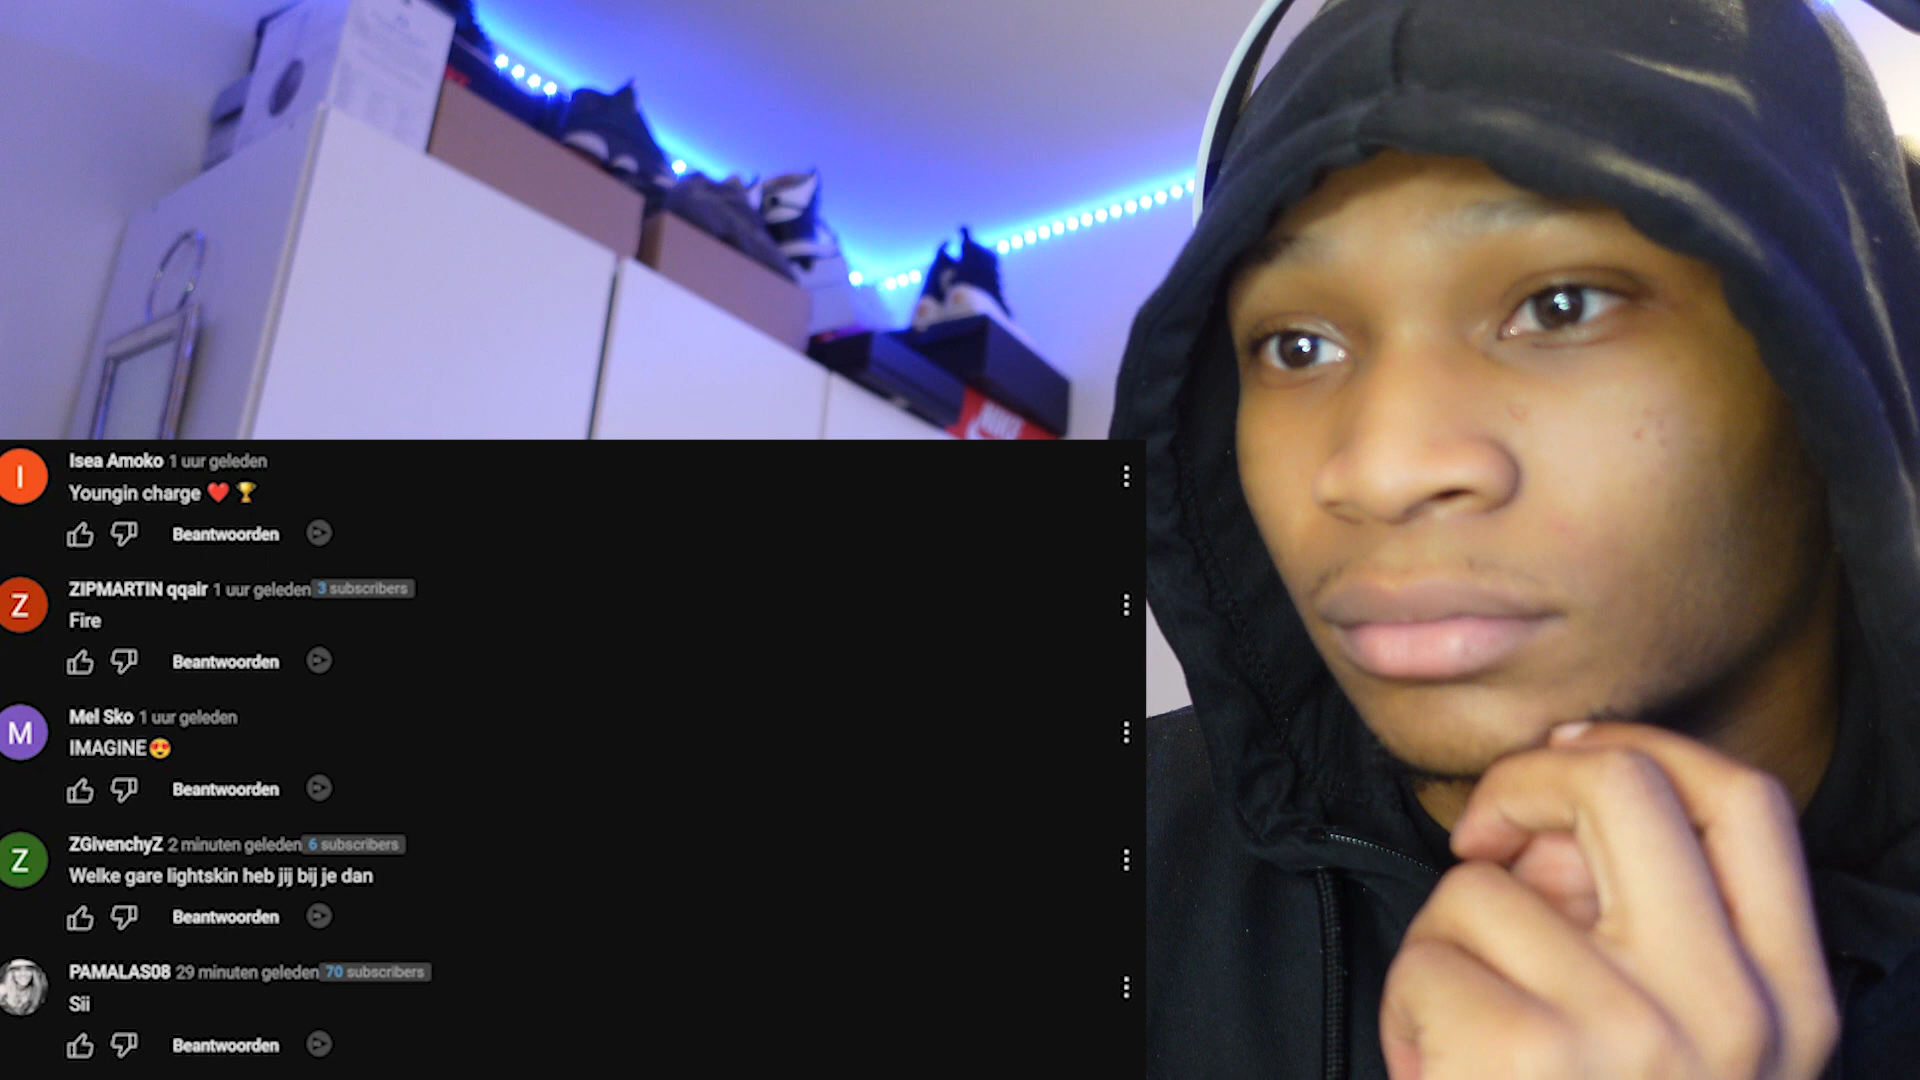 NIKE
Isea Amoko 1 uur geleden
Youngin charge ❤️ 🏆
Beantwoorden
Z
ZIPMARTIN qqair 1 uur geleden 3 subscribers
Fire
Beantwoorden
M
Mel Sko 1 uur geleden
IMAGINE😍
Beantwoorden
Z
ZGivenchyZ 2 minuten geleden 6 subscribers
Welke gare lightskin heb jij bij je dan
Beantwoorden
PAMALAS08 29 minuten geleden 70 subscribers
Sii
Beantwoorden